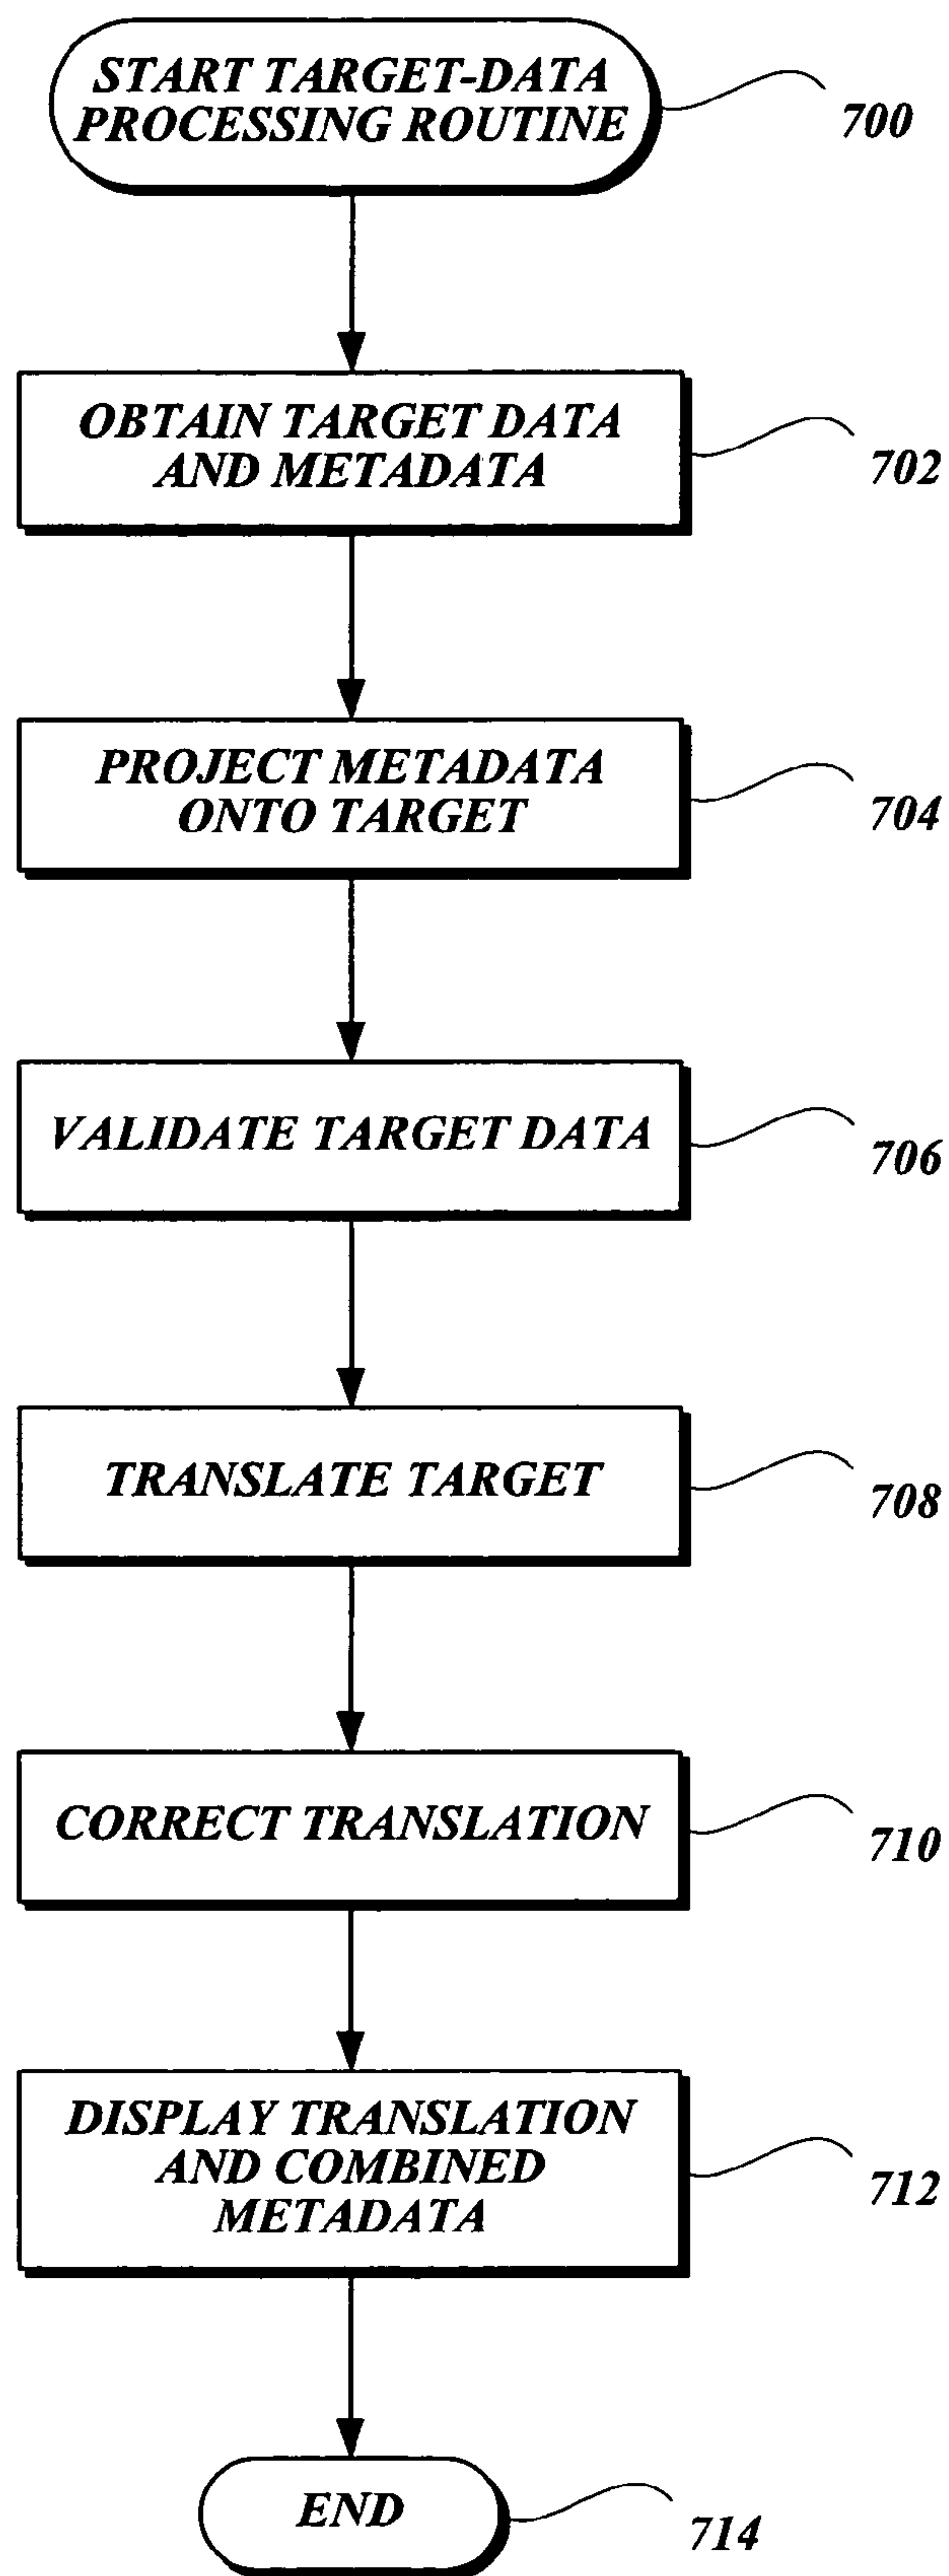 START TARGET-DATA
PROCESSING ROUTINE
700
OBTAIN TARGET DATA
AND METADATA
702
PROJECT METADATA
ONTO TARGET
704
VALIDATE TARGET DATA
706
TRANSLATE TARGET
708
CORRECT TRANSLATION
710
DISPLAY TRANSLATION
AND COMBINED
METADATA
712
END
714